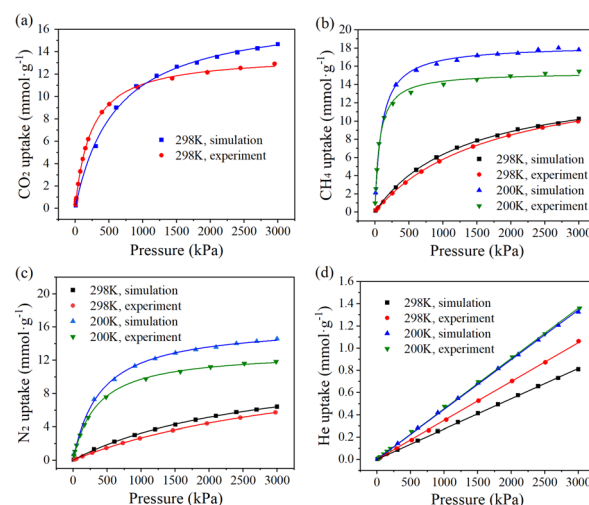 (a)
CO₂ uptake (mmol·g⁻¹)
16
14
12
10
8
6
4
2
0
298K, simulation
298K, experiment
0 500 1000 1500 2000 2500 3000
Pressure (kPa)
(b)
CH₄ uptake (mmol·g⁻¹)
20
18
16
14
12
10
8
6
4
2
0
298K, simulation
298K, experiment
200K, simulation
200K, experiment
0 500 1000 1500 2000 2500 3000
Pressure (kPa)
(c)
N₂ uptake (mmol·g⁻¹)
16
12
8
4
0
298K, simulation
298K, experiment
200K, simulation
200K, experiment
0 500 1000 1500 2000 2500 3000
Pressure (kPa)
(d)
He uptake (mmol·g⁻¹)
1.6
1.4
1.2
1.0
0.8
0.6
0.4
0.2
0.0
298K, simulation
298K, experiment
200K, simulation
200K, experiment
0 500 1000 1500 2000 2500 3000
Pressure (kPa)